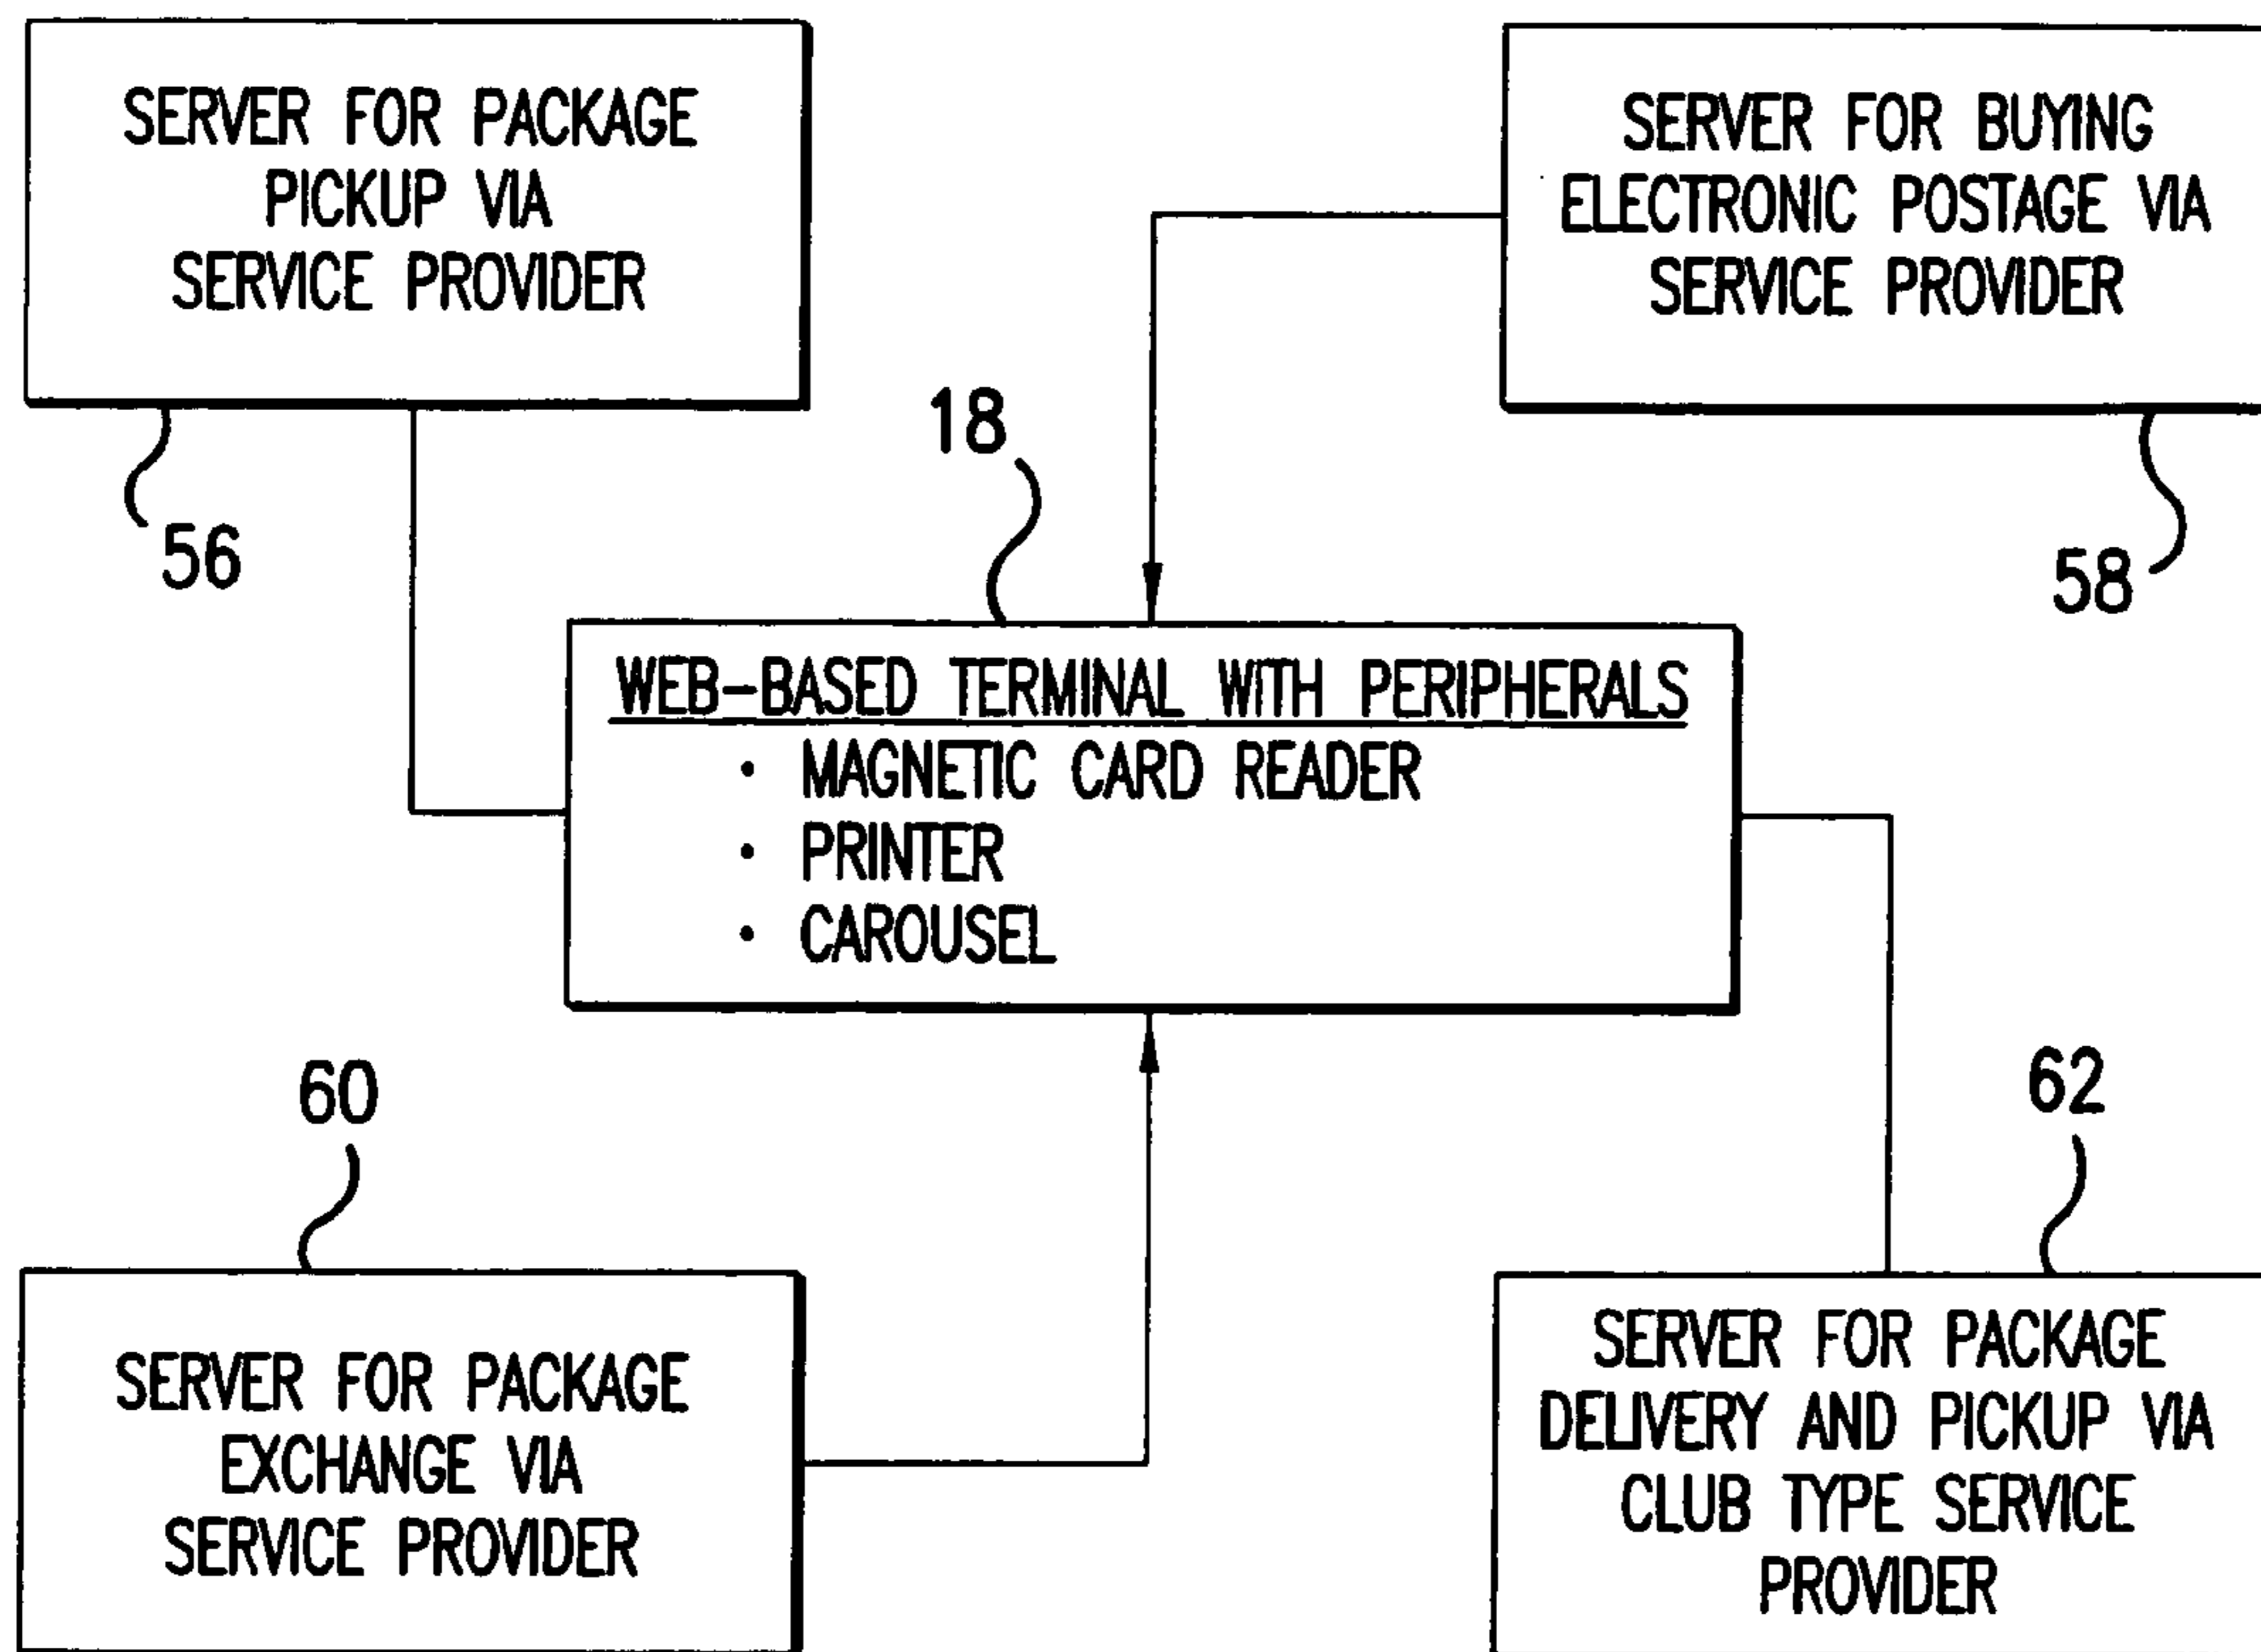 SERVER FOR PACKAGE
PICKUP VIA
SERVICE PROVIDER
56
SERVER FOR BUYING
ELECTRONIC POSTAGE VIA
SERVICE PROVIDER
58
18
WEB-BASED TERMINAL WITH PERIPHERALS
· MAGNETIC CARD READER
· PRINTER
· CAROUSEL
60
SERVER FOR PACKAGE
EXCHANGE VIA
SERVICE PROVIDER
62
SERVER FOR PACKAGE
DELIVERY AND PICKUP VIA
CLUB TYPE SERVICE
PROVIDER